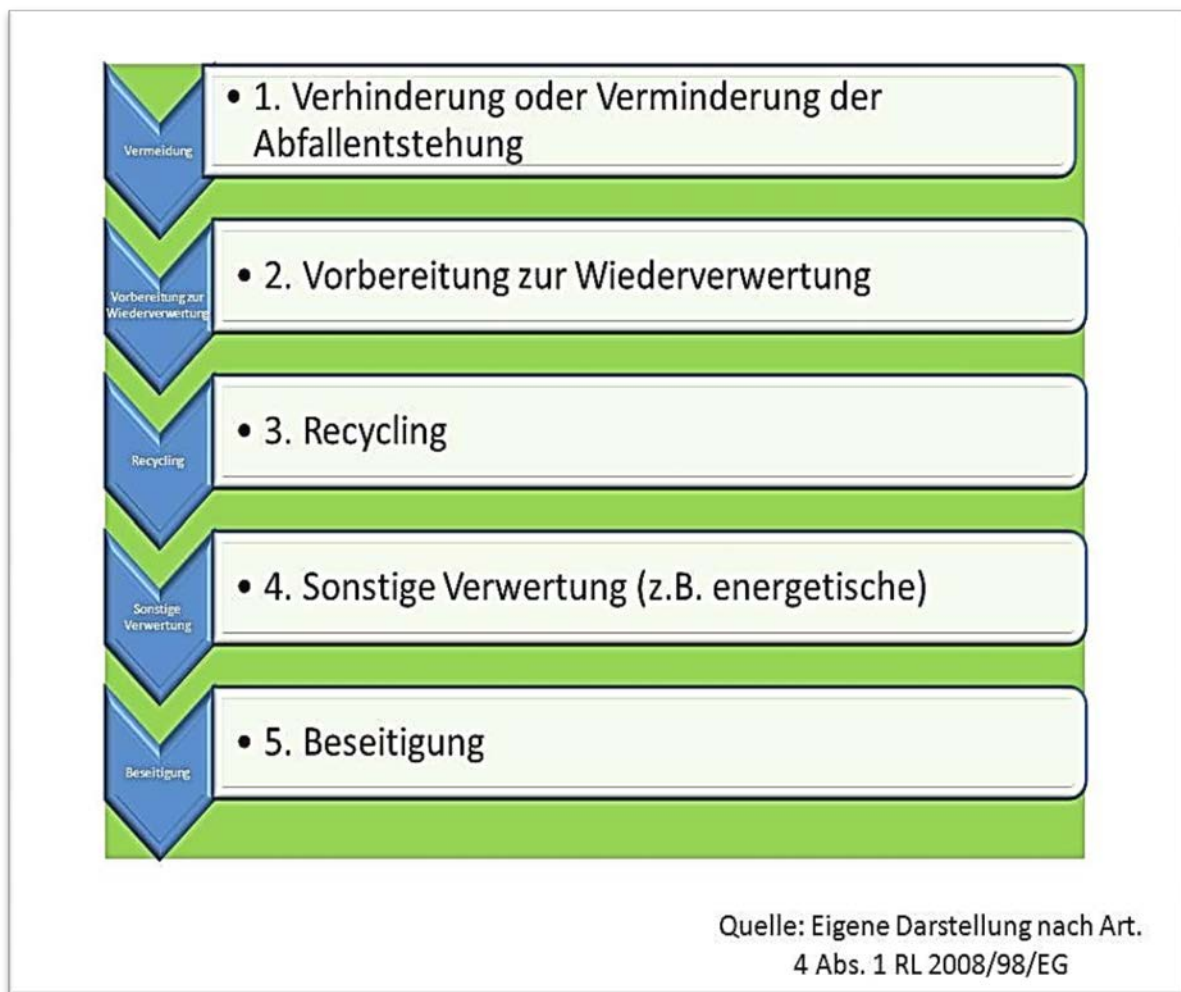 • 1. Verhinderung oder Verminderung der
Abfallentstehung
Vermeidung
• 2. Vorbereitung zur Wiederverwertung
Vorbereitung zur
Wiederverwertung
• 3. Recycling
Recycling
• 4. Sonstige Verwertung (z.B. energetische)
Sonstige
Verwertung
• 5. Beseitigung
Beseitigung
Quelle: Eigene Darstellung nach Art.
4 Abs. 1 RL 2008/98/EG